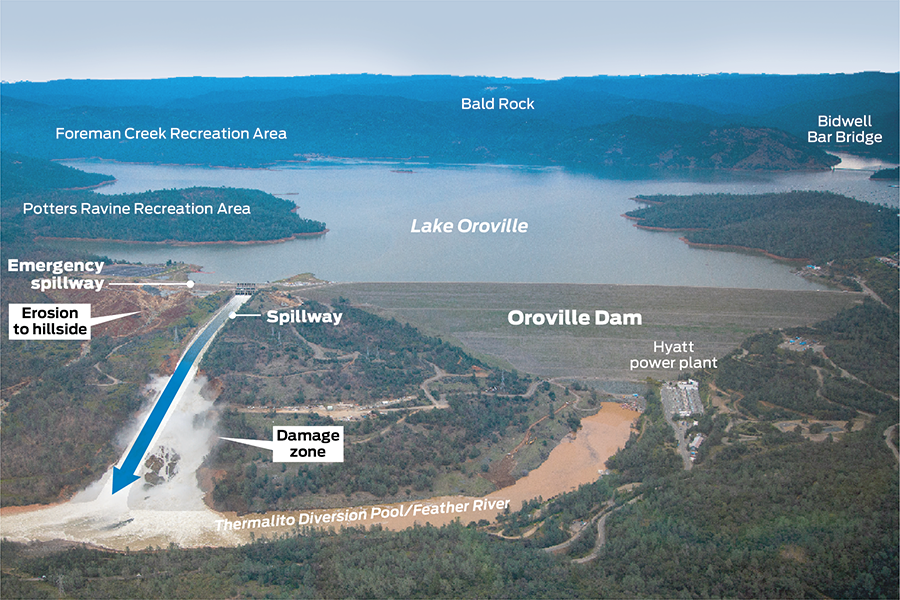 Bald Rock
Foreman Creek Recreation Area
Bidwell
Bar Bridge
Potters Ravine Recreation Area
Lake Oroville
Emergency
spillway
Erosion
to hillside
Spillway
Oroville Dam
Hyatt
power plant
Damage
zone
Thermalito Diversion Pool/Feather River